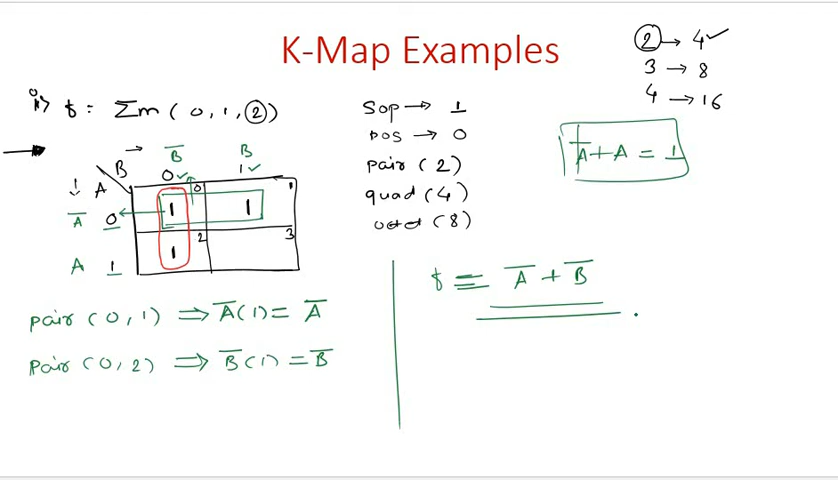 K-Map Examples
2 → 4 ✓
3 → 8
4 → 16
i) f = Σm ( 0, 1, 2 )
SOP → 1
POS → 0
pair ( 2 )
quad ( 4 )
octet ( 8 )
A̅ + A = 1
→ B̅ B
B 0 ✓ 1 ✓
↓ A 0 1
A̅ 0 1 1
2 3
A 1 1
pair ( 0, 1 ) ⇒ A̅ ( 1 ) = A̅
pair ( 0, 2 ) ⇒ B̅ ( 1 ) = B̅
f = A̅ + B̅